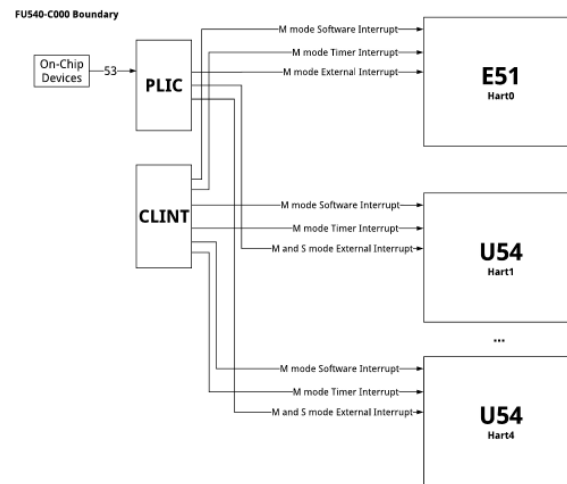 FU540-C000 Boundary
On-Chip
Devices
53
PLIC
CLINT
M mode Software Interrupt
M mode Timer Interrupt
M mode External Interrupt
E51
Hart0
M mode Software Interrupt
M mode Timer Interrupt
M and S mode External Interrupt
U54
Hart1
...
M mode Software Interrupt
M mode Timer Interrupt
M and S mode External Interrupt
U54
Hart4